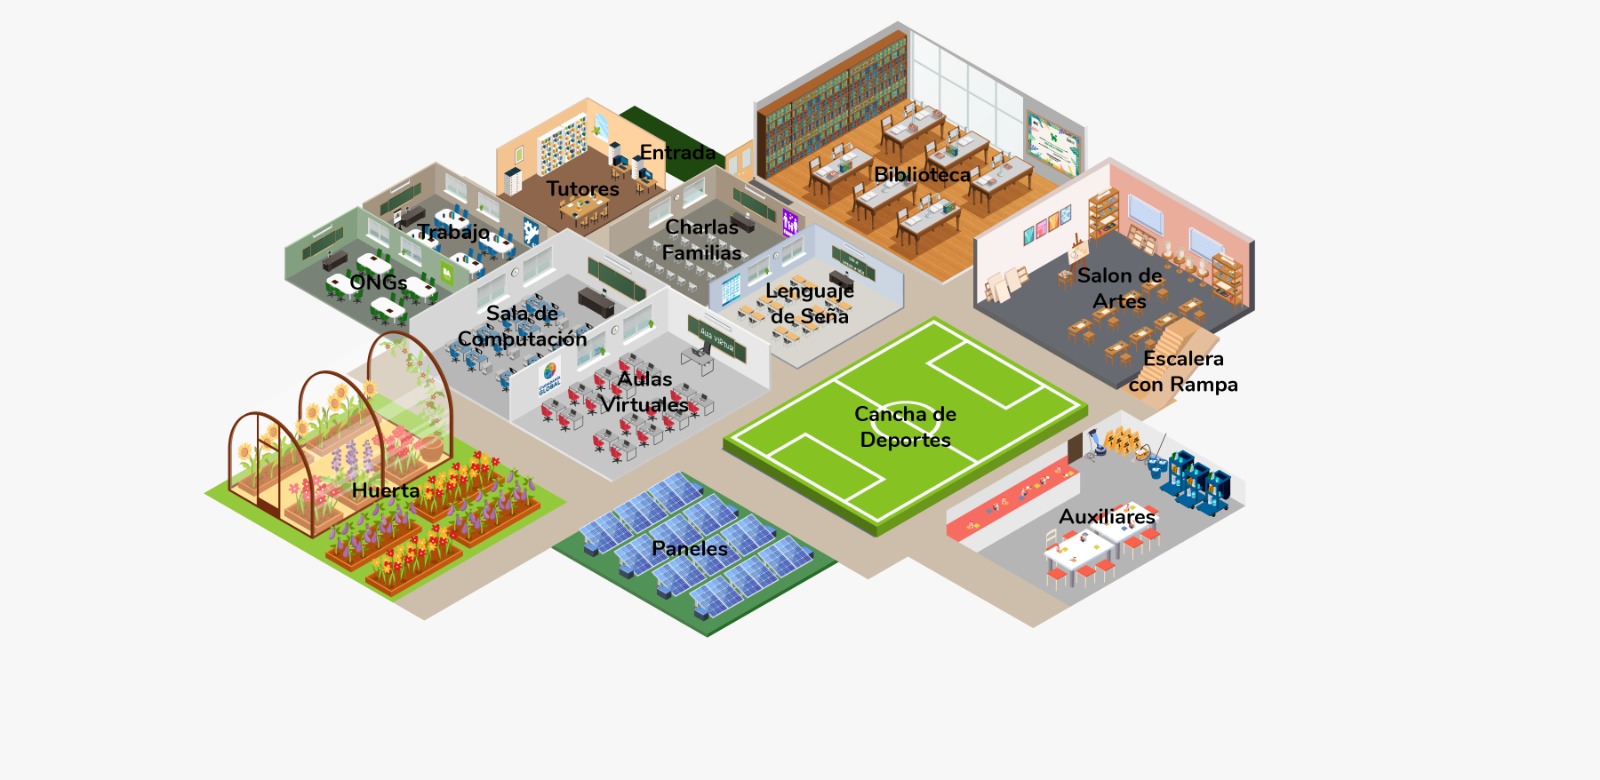 Entrada
Tutores
Biblioteca
Trabajo
Charlas
Familias
ONGs
Salon de
Artes
Lenguaje
de Seña
Sala de
Computación
Aula virtual
Escalera
con Rampa
GLOBAL
Aulas
Virtuales
Cancha de
Deportes
Huerta
Auxiliares
Paneles